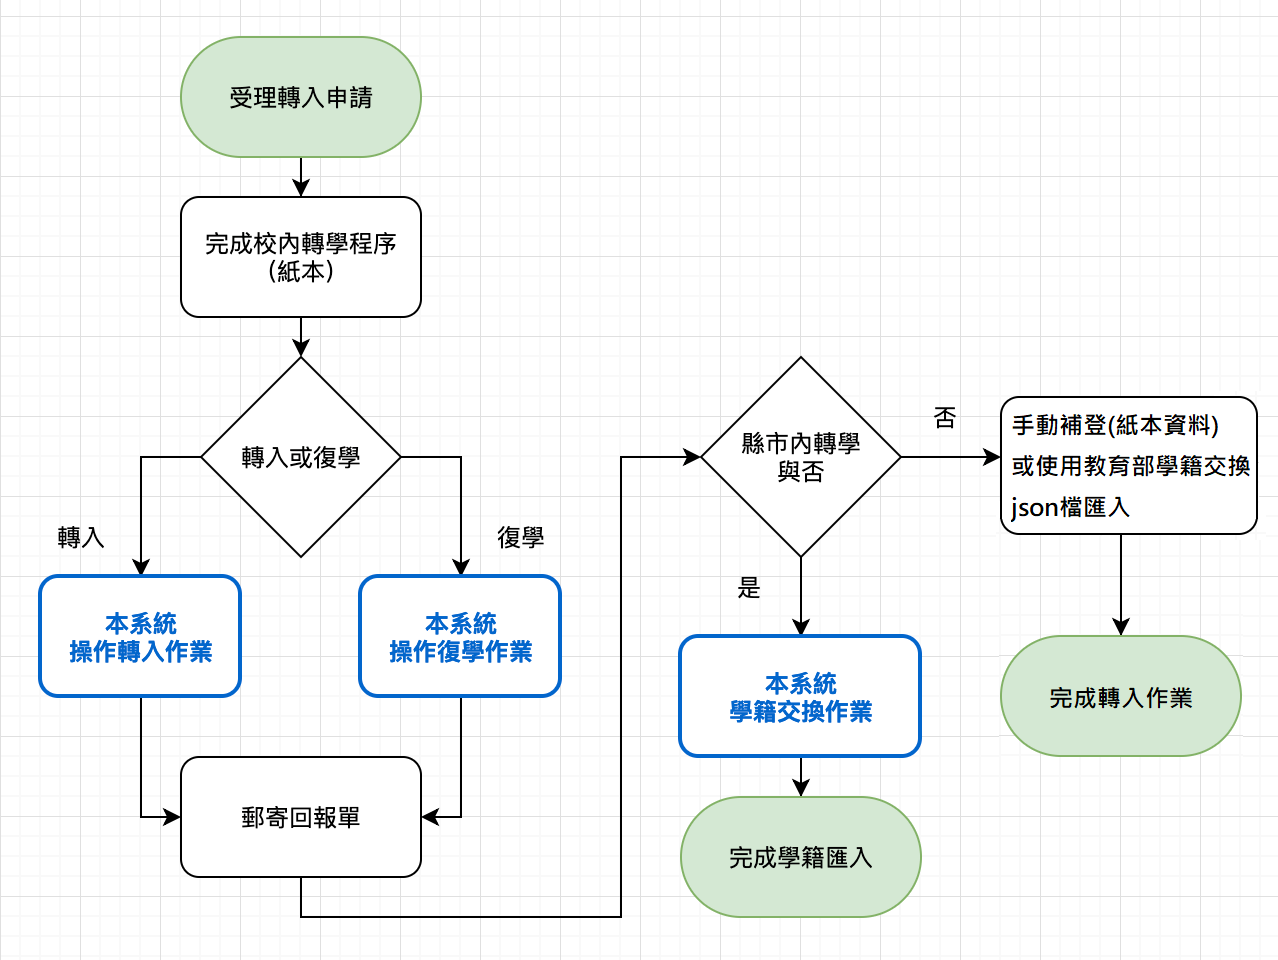 受理轉入申請
完成校內轉學程序
(紙本)
轉入或復學
轉入
復學
本系統
操作轉入作業
本系統
操作復學作業
郵寄回報單
縣市內轉學
與否
否
是
手動補登(紙本資料)
或使用教育部學籍交換
json檔匯入
本系統
學籍交換作業
完成轉入作業
完成學籍匯入